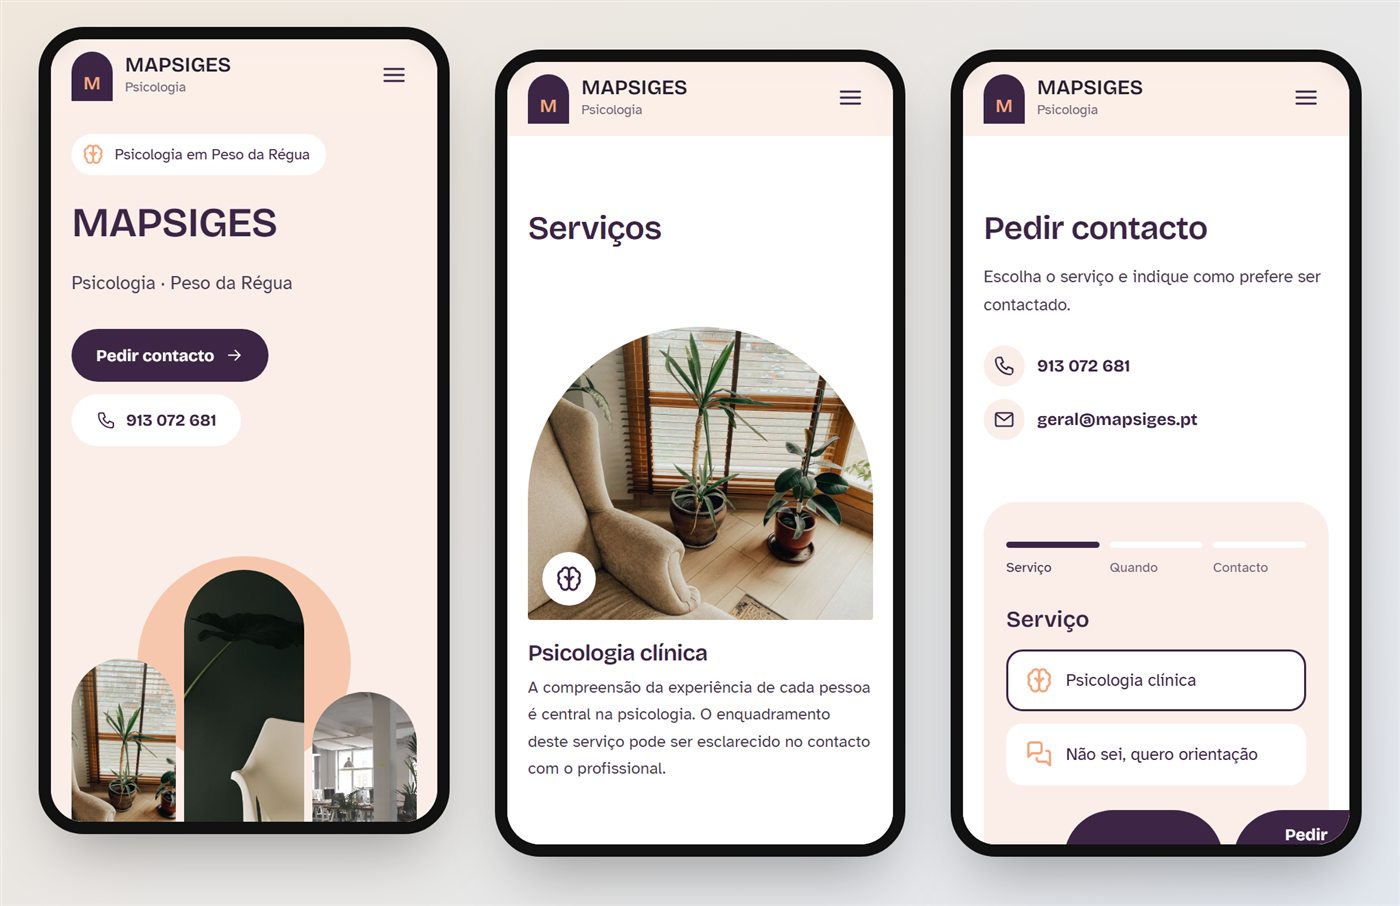 M
MAPSIGES
Psicologia
Psicologia em Peso da Régua
MAPSIGES
Psicologia · Peso da Régua
Pedir contacto
913 072 681
M
MAPSIGES
Psicologia
Serviços
Psicologia clínica
A compreensão da experiência de cada pessoa
é central na psicologia. O enquadramento
deste serviço pode ser esclarecido no contacto
com o profissional.
M
MAPSIGES
Psicologia
Pedir contacto
Escolha o serviço e indique como prefere ser
contactado.
913 072 681
geral@mapsiges.pt
Serviço
Quando
Contacto
Serviço
Psicologia clínica
Não sei, quero orientação
Pedir